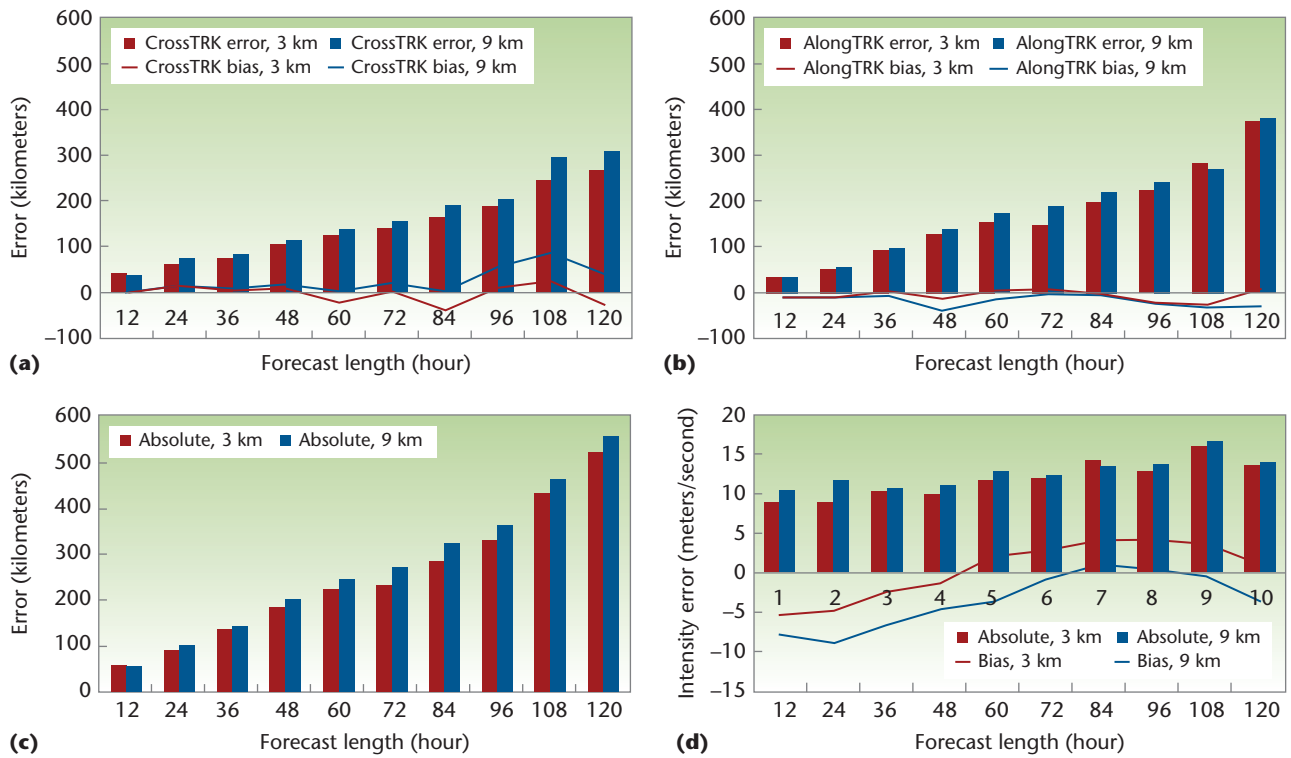 600
500
400
300
200
100
0
–100
Error (kilometers)
CrossTRK error, 3 km CrossTRK error, 9 km
CrossTRK bias, 3 km CrossTRK bias, 9 km
12 24 36 48 60 72 84 96 108 120
Forecast length (hour)
(a)
600
500
400
300
200
100
0
–100
Error (kilometers)
AlongTRK error, 3 km AlongTRK error, 9 km
AlongTRK bias, 3 km AlongTRK bias, 9 km
12 24 36 48 60 72 84 96 108 120
Forecast length (hour)
(b)
600
500
400
300
200
100
0
Error (kilometers)
Absolute, 3 km Absolute, 9 km
12 24 36 48 60 72 84 96 108 120
Forecast length (hour)
(c)
20
15
10
5
0
–5
–10
–15
Intensity error (meters/second)
1 2 3 4 5 6 7 8 9 10
Absolute, 3 km Absolute, 9 km
Bias, 3 km Bias, 9 km
12 24 36 48 60 72 84 96 108 120
Forecast length (hour)
(d)